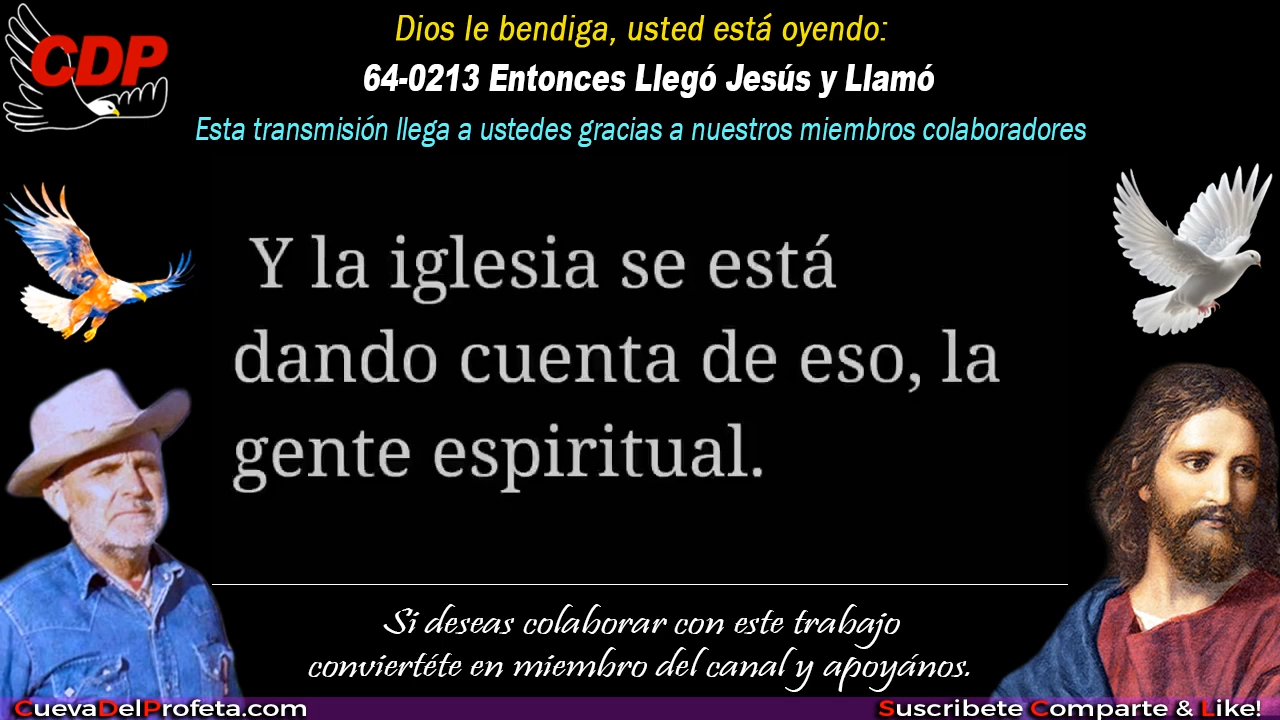 CDP
Dios le bendiga, usted está oyendo:
64-0213 Entonces Llegó Jesús y Llamó
Esta transmisión llega a ustedes gracias a nuestros miembros colaboradores
Y la iglesia se está
dando cuenta de eso, la
gente espiritual.
Si deseas colaborar con este trabajo
conviertéte en miembro del canal y apoyános.
CuevaDelProfeta.com
Suscribete Comparte & Like!